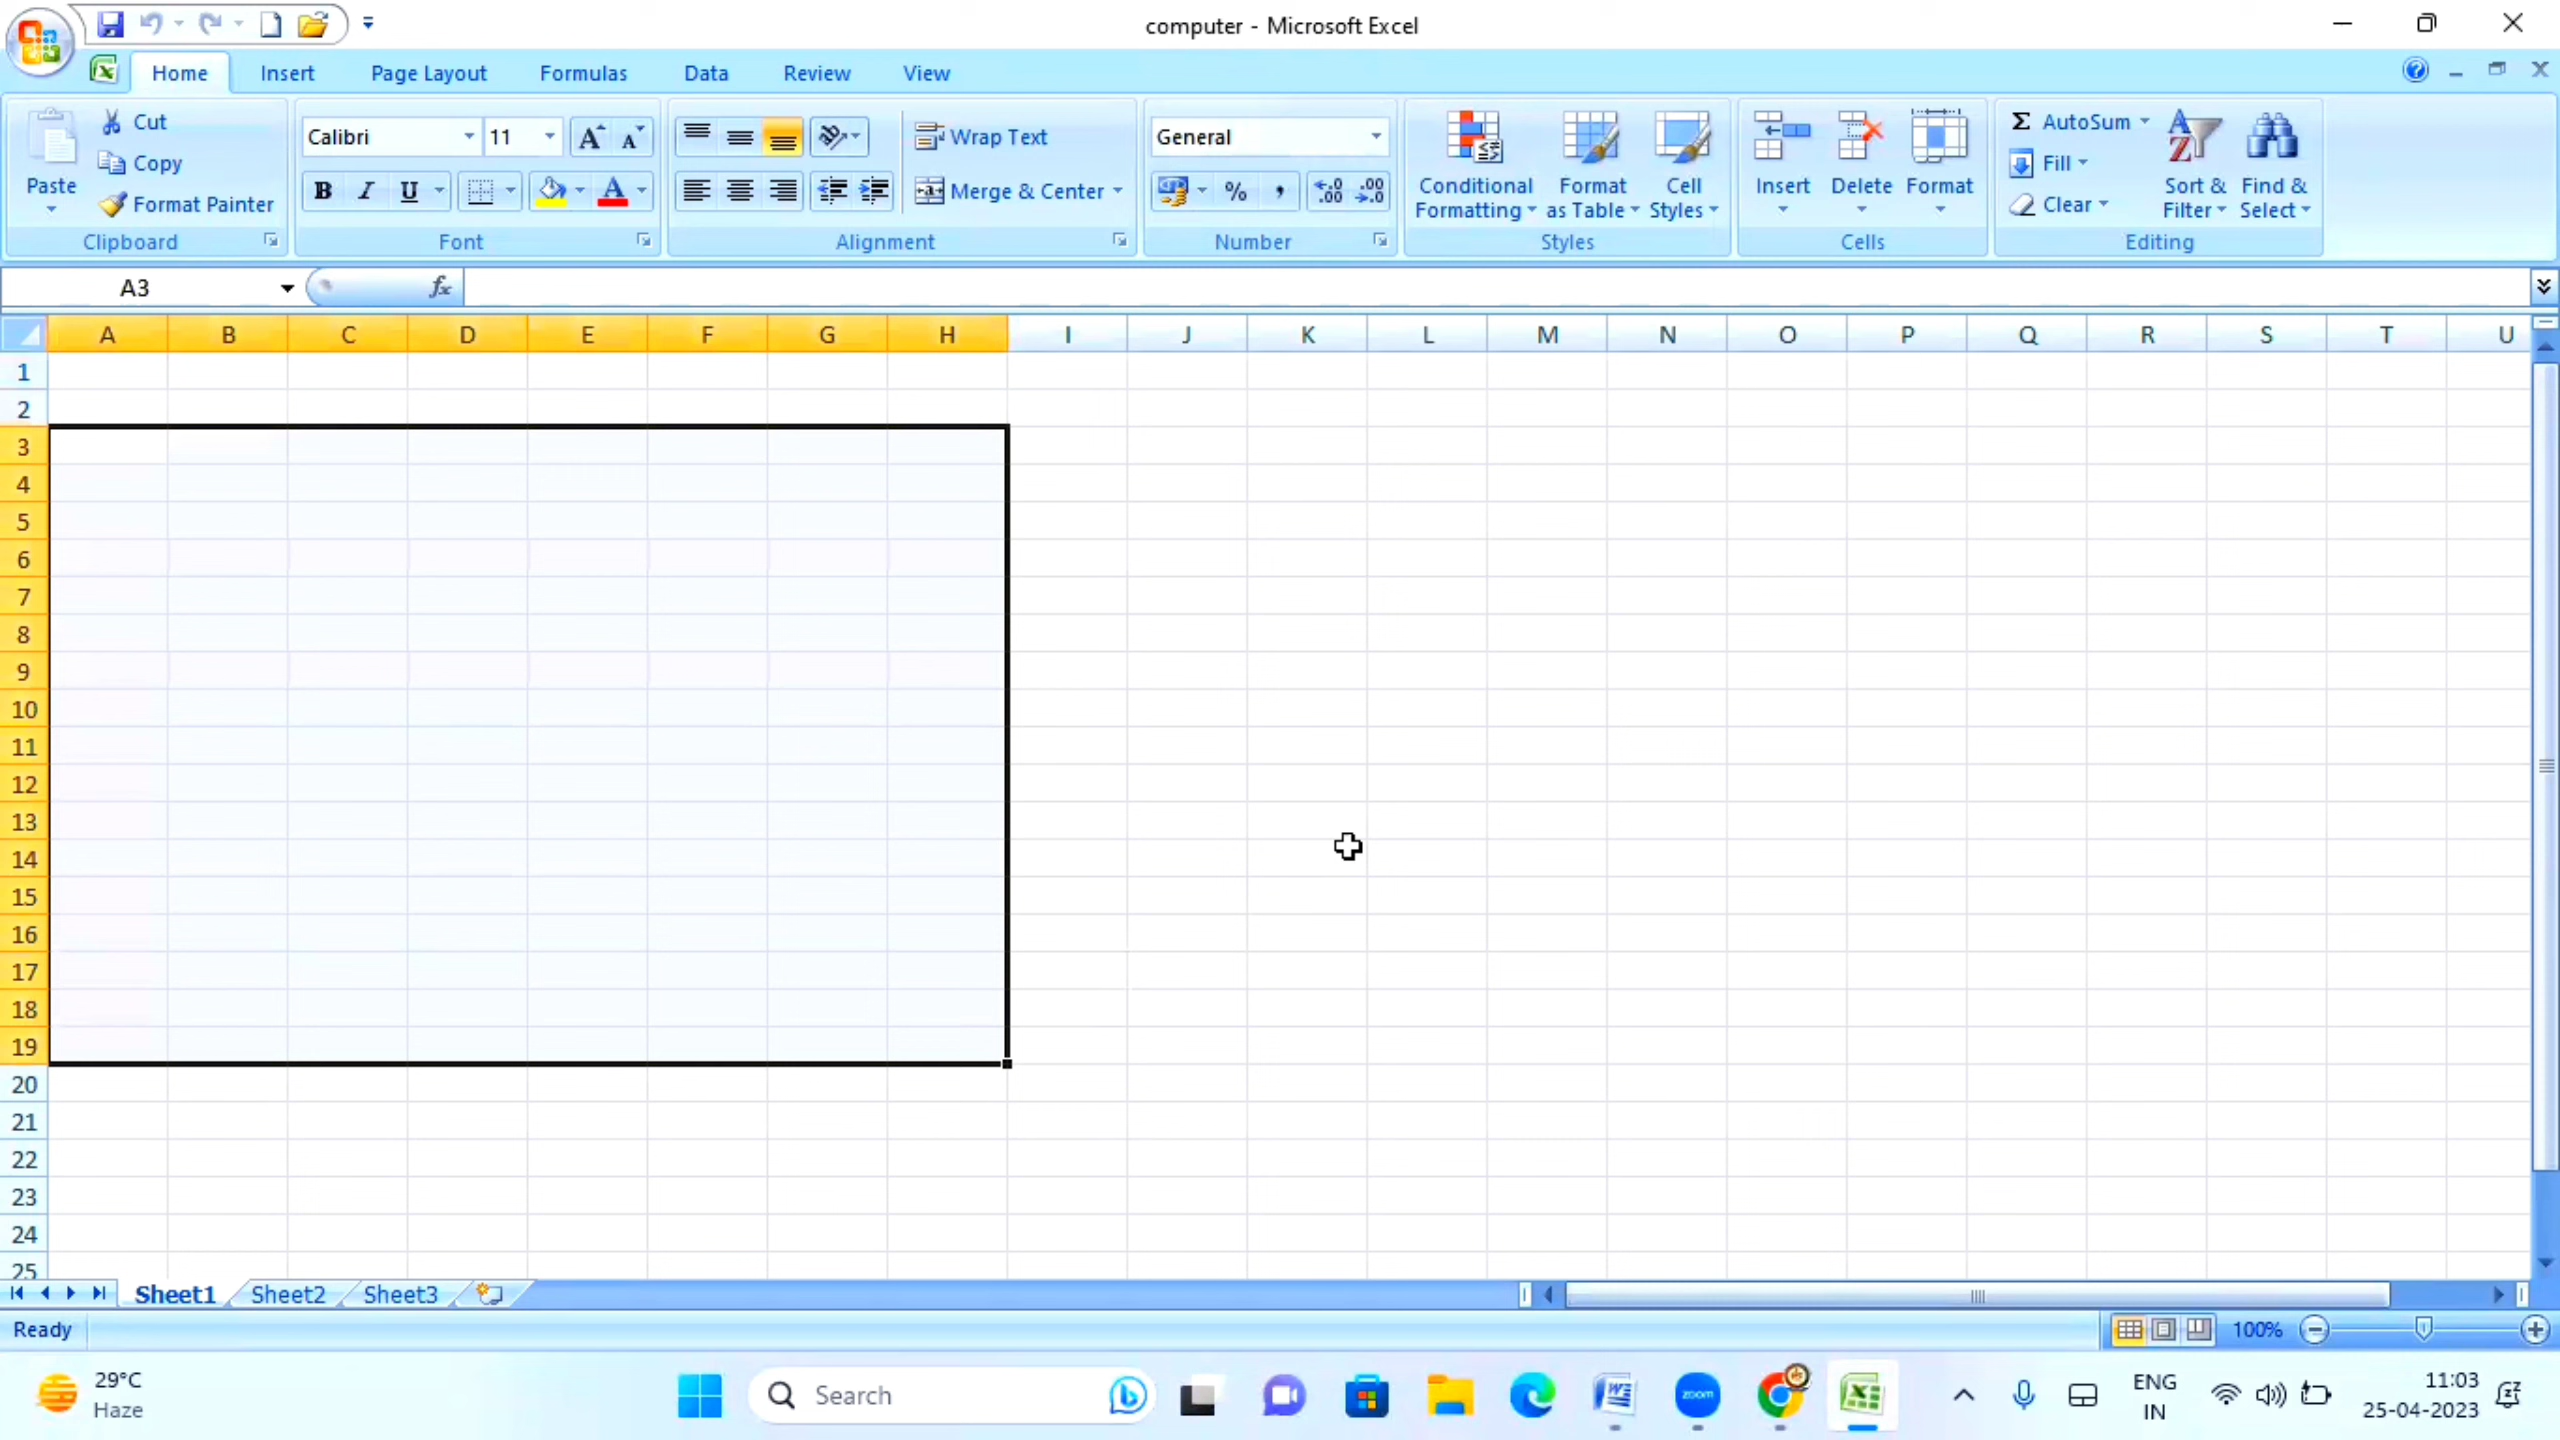 computer - Microsoft Excel
Home Insert Page Layout Formulas Data Review View
Paste
Cut
Copy
Format Painter
Clipboard
Calibri 11
B I U
Font
Wrap Text
Merge & Center
Alignment
General
% , .00 .00
Number
Conditional Formatting
Format as Table
Cell Styles
Styles
Insert Delete Format
Cells
Σ AutoSum
Fill
Clear
Sort & Filter
Find & Select
Editing
A3 fx
A B C D E F G H I J K L M N O P Q R S T U
1
2
3
4
5
6
7
8
9
10
11
12
13
14
15
16
17
18
19
20
21
22
23
24
25
Sheet1 Sheet2 Sheet3
Ready 100%
29°C
Haze
Search
zoom
ENG
IN
11:03
25-04-2023